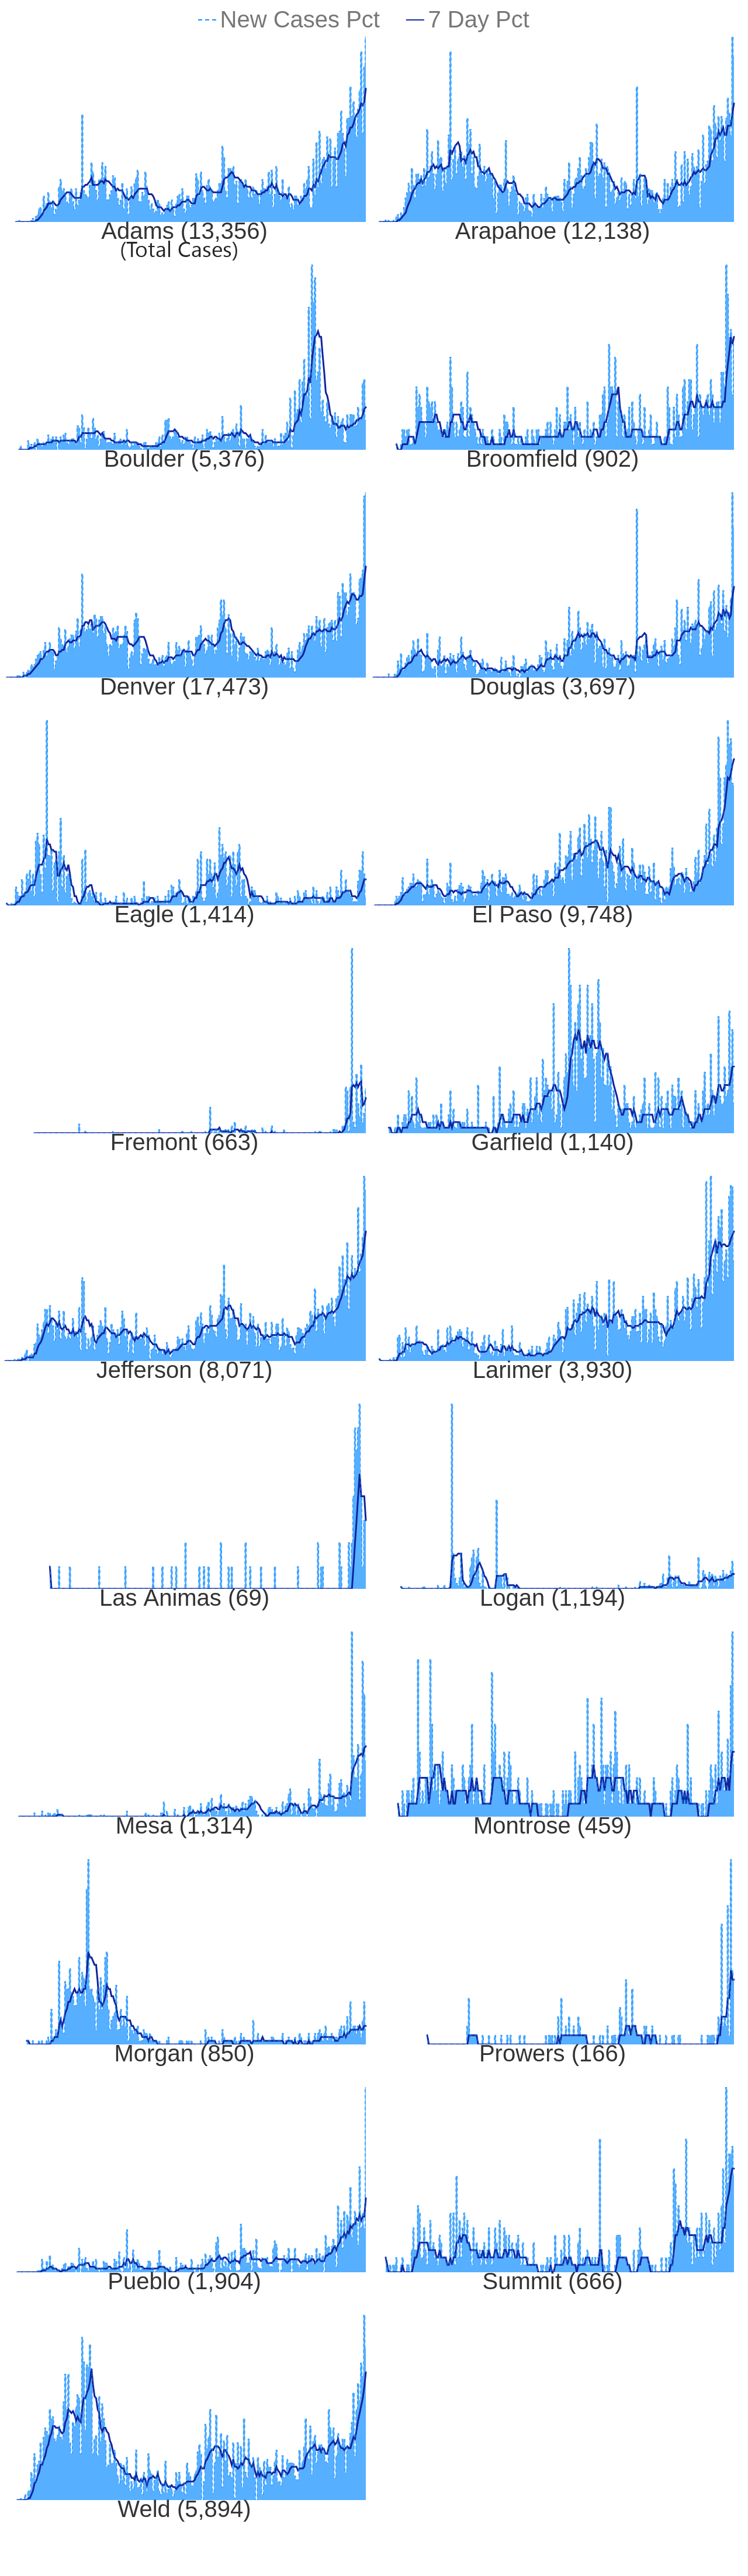 New Cases Pct 7 Day Pct
Adams (13,356) Arapahoe (12,138)
(Total Cases)
Boulder (5,376) Broomfield (902)
Denver (17,473) Douglas (3,697)
Eagle (1,414) El Paso (9,748)
Fremont (663) Garfield (1,140)
Jefferson (8,071) Larimer (3,930)
Las Animas (69) Logan (1,194)
Mesa (1,314) Montrose (459)
Morgan (850) Prowers (166)
Pueblo (1,904) Summit (666)
Weld (5,894)